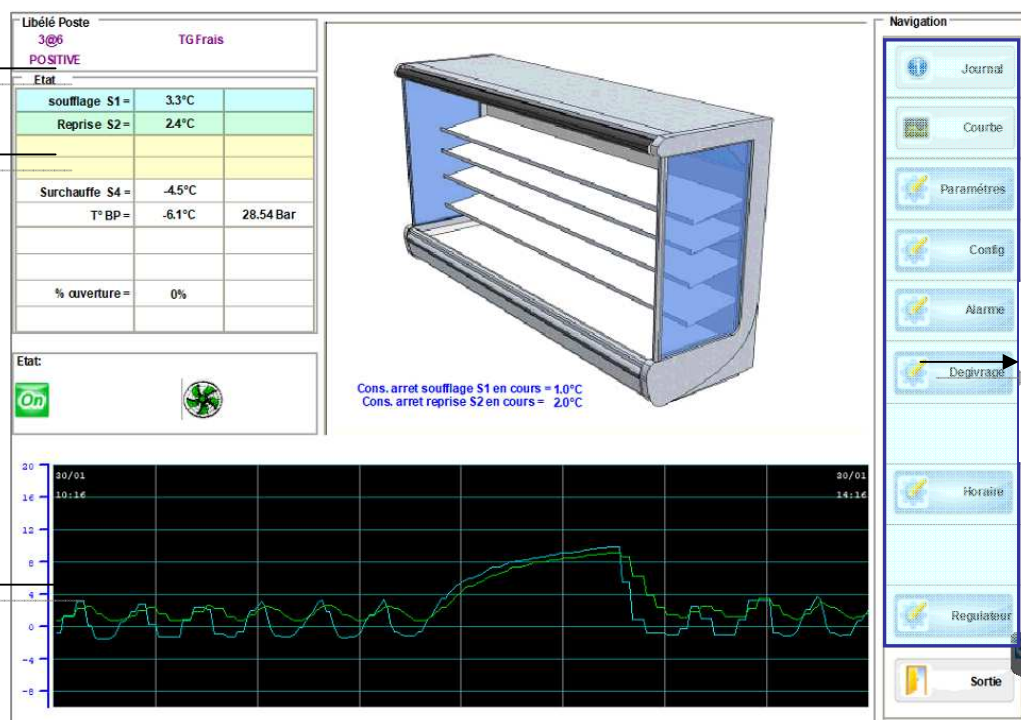 Libélé Poste
3@6 TG Frais
POSITIVE
Etat
soufflage S1 = 3.3°C
Reprise S2 = 2.4°C
Surchauffe S4 = -4.5°C
T° BP = -6.1°C 28.54 Bar
% ouverture = 0%
Etat:
On
Cons. arret soufflage S1 en cours = 1.0°C
Cons. arret reprise S2 en cours = 2.0°C
20
16
12
8
4
0
-4
-8
30/01
10:16
30/01
14:16
Navigation
Journal
Courbe
Paramétres
Config
Alarme
Degivrage
Horaire
Regulateur
Sortie